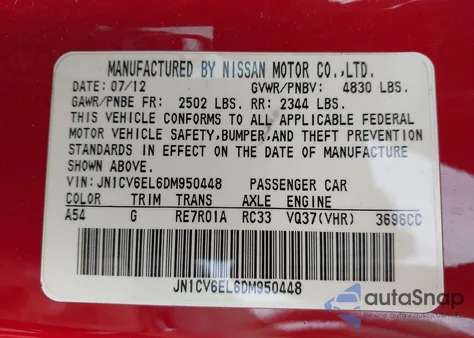 MANUFACTURED BY NISSAN MOTOR CO.,LTD.
DATE: 07/12 GVWR/PNBV: 4830 LBS.
GAWR/PNBE FR: 2502 LBS. RR: 2344 LBS.
THIS VEHICLE CONFORMS TO ALL APPLICABLE FEDERAL
MOTOR VEHICLE SAFETY,BUMPER,AND THEFT PREVENTION
STANDARDS IN EFFECT ON THE DATE OF MANUFACTURE
SHOWN ABOVE.
VIN: JN1CV6EL6DM950448 PASSENGER CAR
COLOR TRIM TRANS AXLE ENGINE
A54 G RE7R01A RC33 VQ37(VHR) 3696CC
JN1CV6EL6DM950448
autoSnap